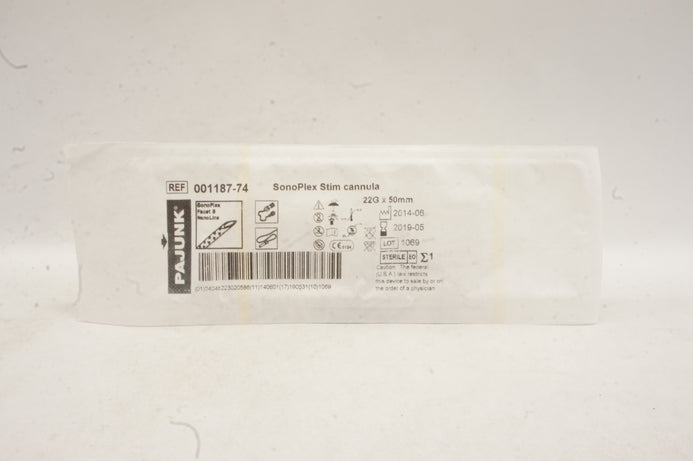 REF 001187-74 SonoPlex Stim cannula
22G x 50mm
PAJUNK®
SonoPlex
Facet S
NanoLine
2014-06
2019-05
LOT 1069
STERILE EO Σ1
Caution: The federal
(U.S.A.) law restricts
this device to sale by or on
the order of a physician